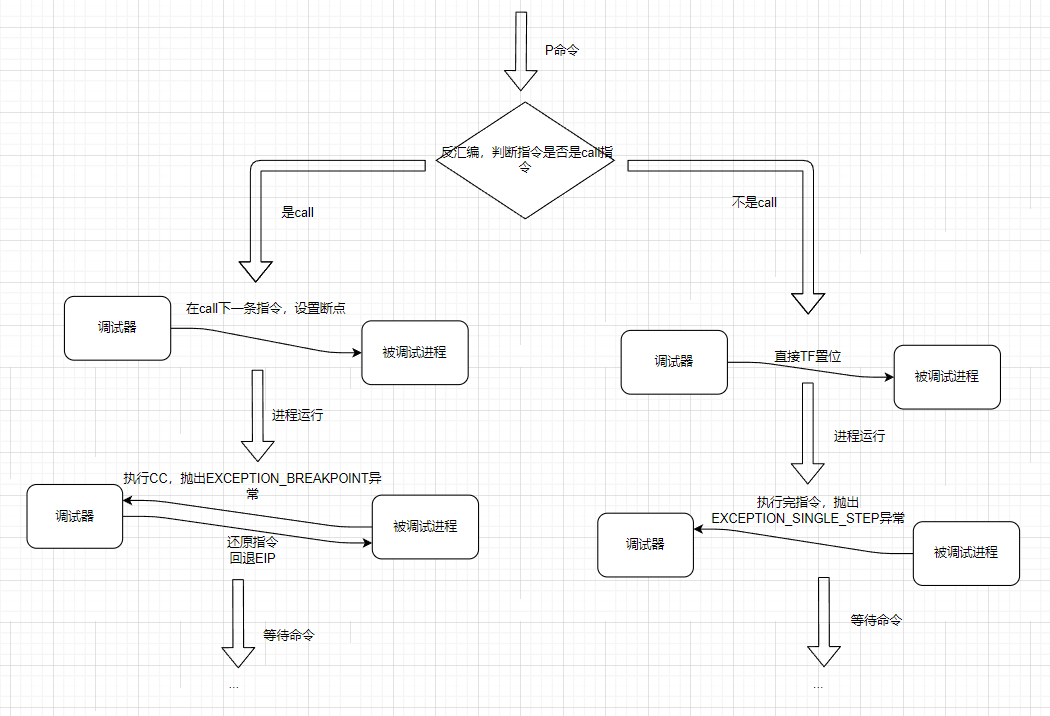 P命令
反汇编，判断指令是否是call指
令
是call
不是call
在call下一条指令，设置断点
调试器
被调试进程
调试器
直接TF置位
被调试进程
进程运行
进程运行
执行CC，抛出EXCEPTION_BREAKPOINT异
常
调试器
被调试进程
还原指令
回退EIP
执行完指令，抛出
EXCEPTION_SINGLE_STEP异常
调试器
被调试进程
等待命令
等待命令
...
...